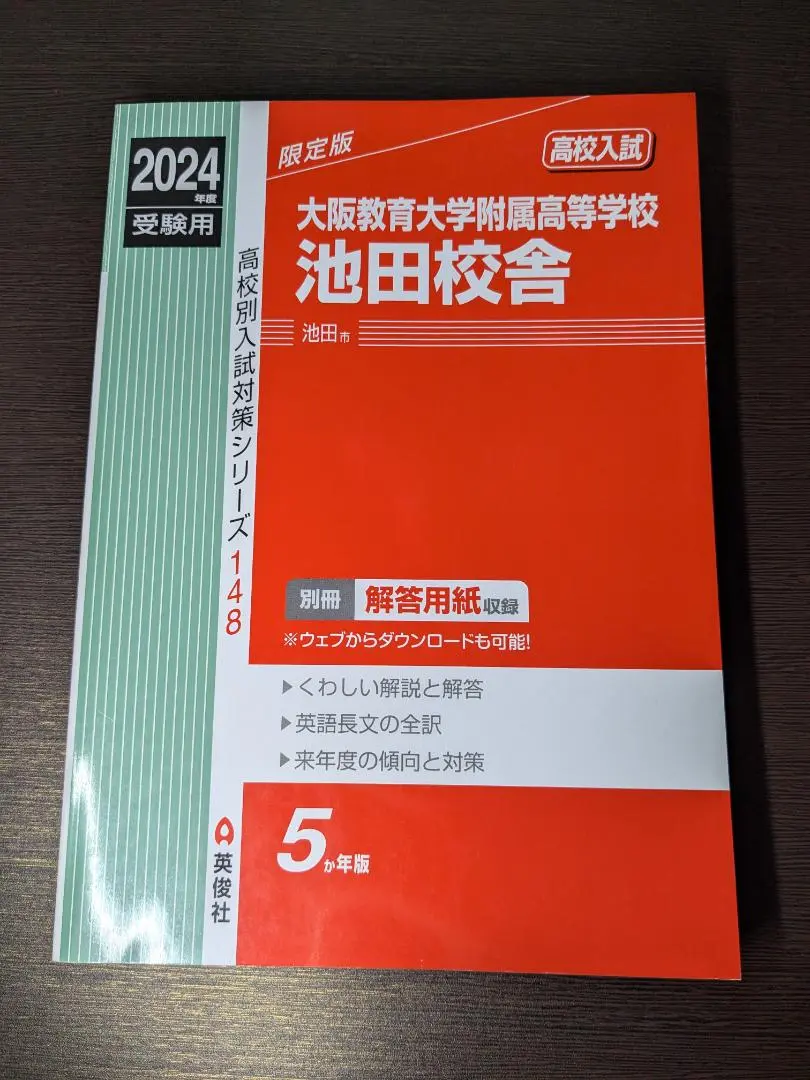 2024
年度
受験用
限定版
高校入試
大阪教育大学附属高等学校
池田校舎
池田市
高校別入試対策シリーズ148
別冊 解答用紙収録
※ウェブからダウンロードも可能!
▶くわしい解説と解答
▶英語長文の全訳
▶来年度の傾向と対策
5か年版
英俊社